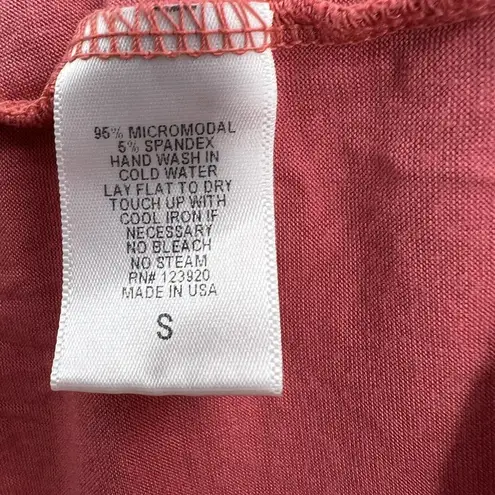 95% MICROMODAL
5% SPANDEX
HAND WASH IN
COLD WATER
LAY FLAT TO DRY
TOUCH UP WITH
COOL IRON IF
NECESSARY
NO BLEACH
NO STEAM
RN# 123920
MADE IN USA
S